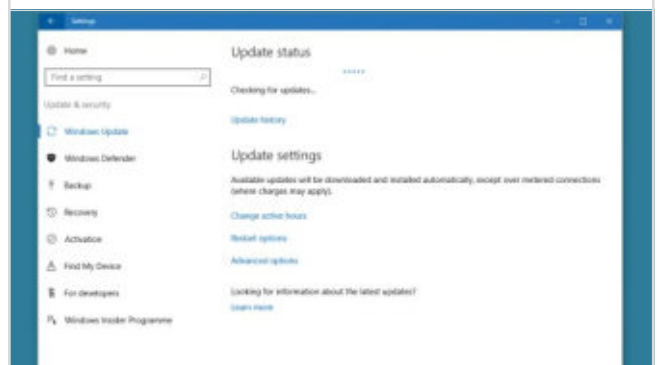 Settings
Home
Find a setting
Update & security
Windows Update
Windows Defender
Backup
Recovery
Activation
Find My Device
For developers
Windows Insider Programme
Update status
Checking for updates...
Update history
Update settings
Available updates will be downloaded and installed automatically, except over metered connections
(where charges may apply).
Change active hours
Restart options
Advanced options
Looking for information about the latest updates?
Learn more